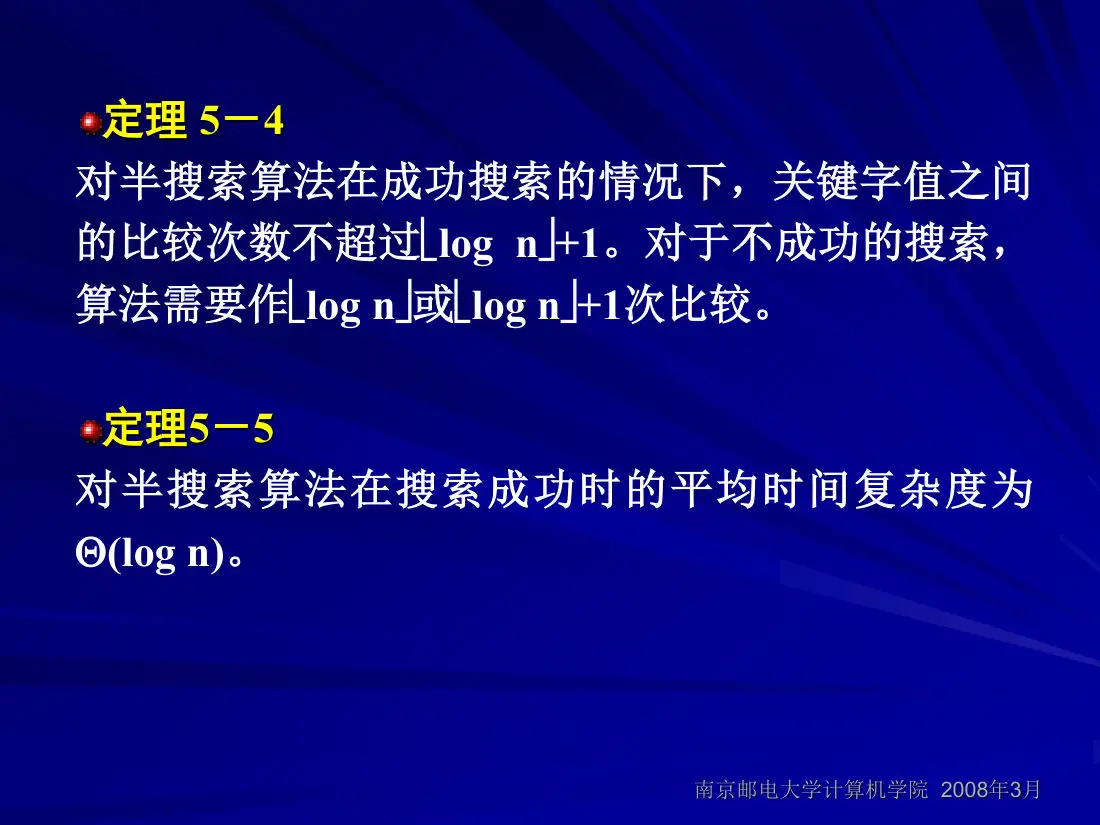 定理 5－4
对半搜索算法在成功搜索的情况下，关键字值之间
的比较次数不超过⎣log  n⎦+1。对于不成功的搜索，
算法需要作⎣log n⎦或⎣log n⎦+1次比较。
定理5－5
对半搜索算法在搜索成功时的平均时间复杂度为
Θ(log n)。
南京邮电大学计算机学院  2008年3月